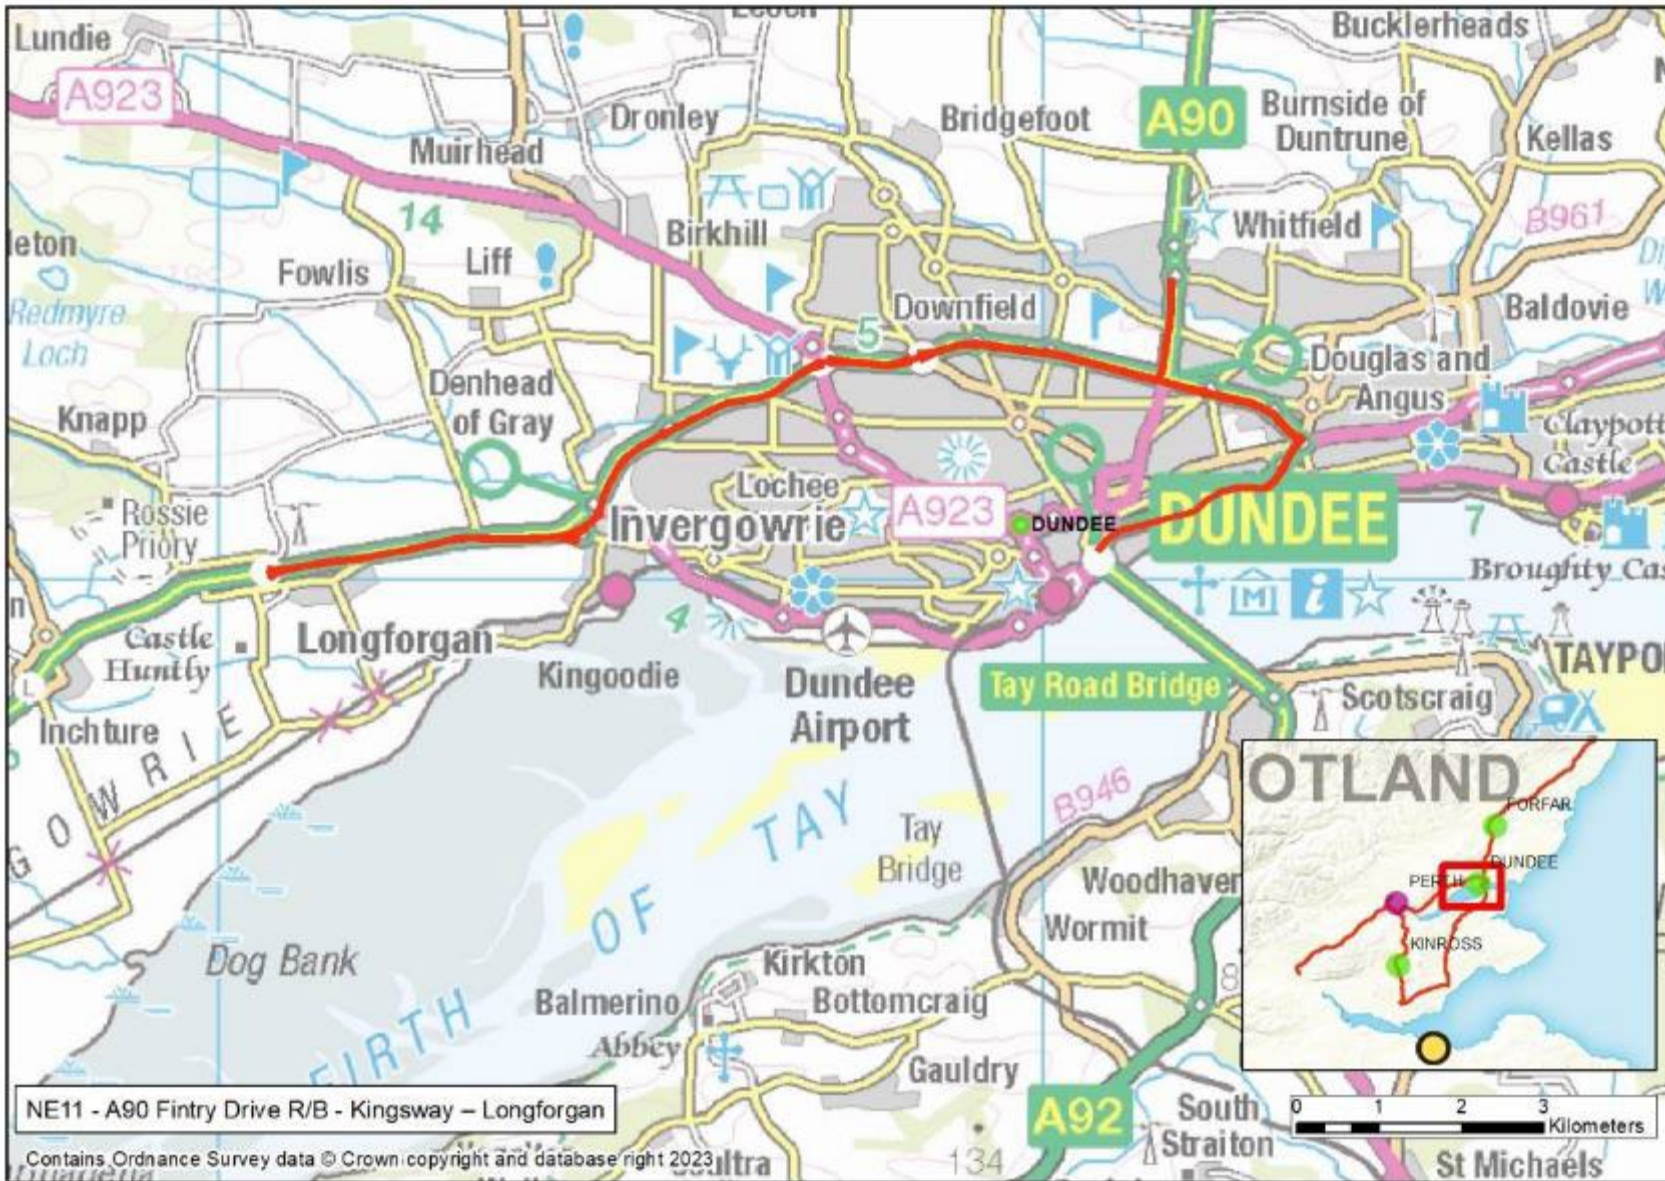 Lundie
Bucklerheads
A923
Dronley
Bridgefoot
A90
Burnside of
Duntrune
Kellas
Muirhead
14
Birkhill
Whitfield
B961
leton
Fowlis
Liff
Redmyre
Loch
5
Downfield
Baldovie
Denhead
of Gray
Douglas and
Angus
Knapp
Claypott
Castle
Rossie
Priory
Lochee
Invergowrie
A923
DUNDEE
DUNDEE
7
Broughty Cas
Castle
Huntly
Longforgan
4
Kingoodie
Dundee
Airport
Tay Road Bridge
TAYPO
Scotscraig
L
Inchture
GOWRIE
B946
FIRTH OF TAY
Tay
Bridge
Woodhaven
Wormit
8
Dog Bank
Kirkton
Balmerino
Bottomcraig
Abbey
Gauldry
A92
South
Straiton
134
St Michaels
OTLAND
FORFAR
DUNDEE
PERTH
KINROSS
0 1 2 3
Kilometers
NE11 - A90 Fintry Drive R/B - Kingsway – Longforgan
Contains Ordnance Survey data © Crown copyright and database right 2023